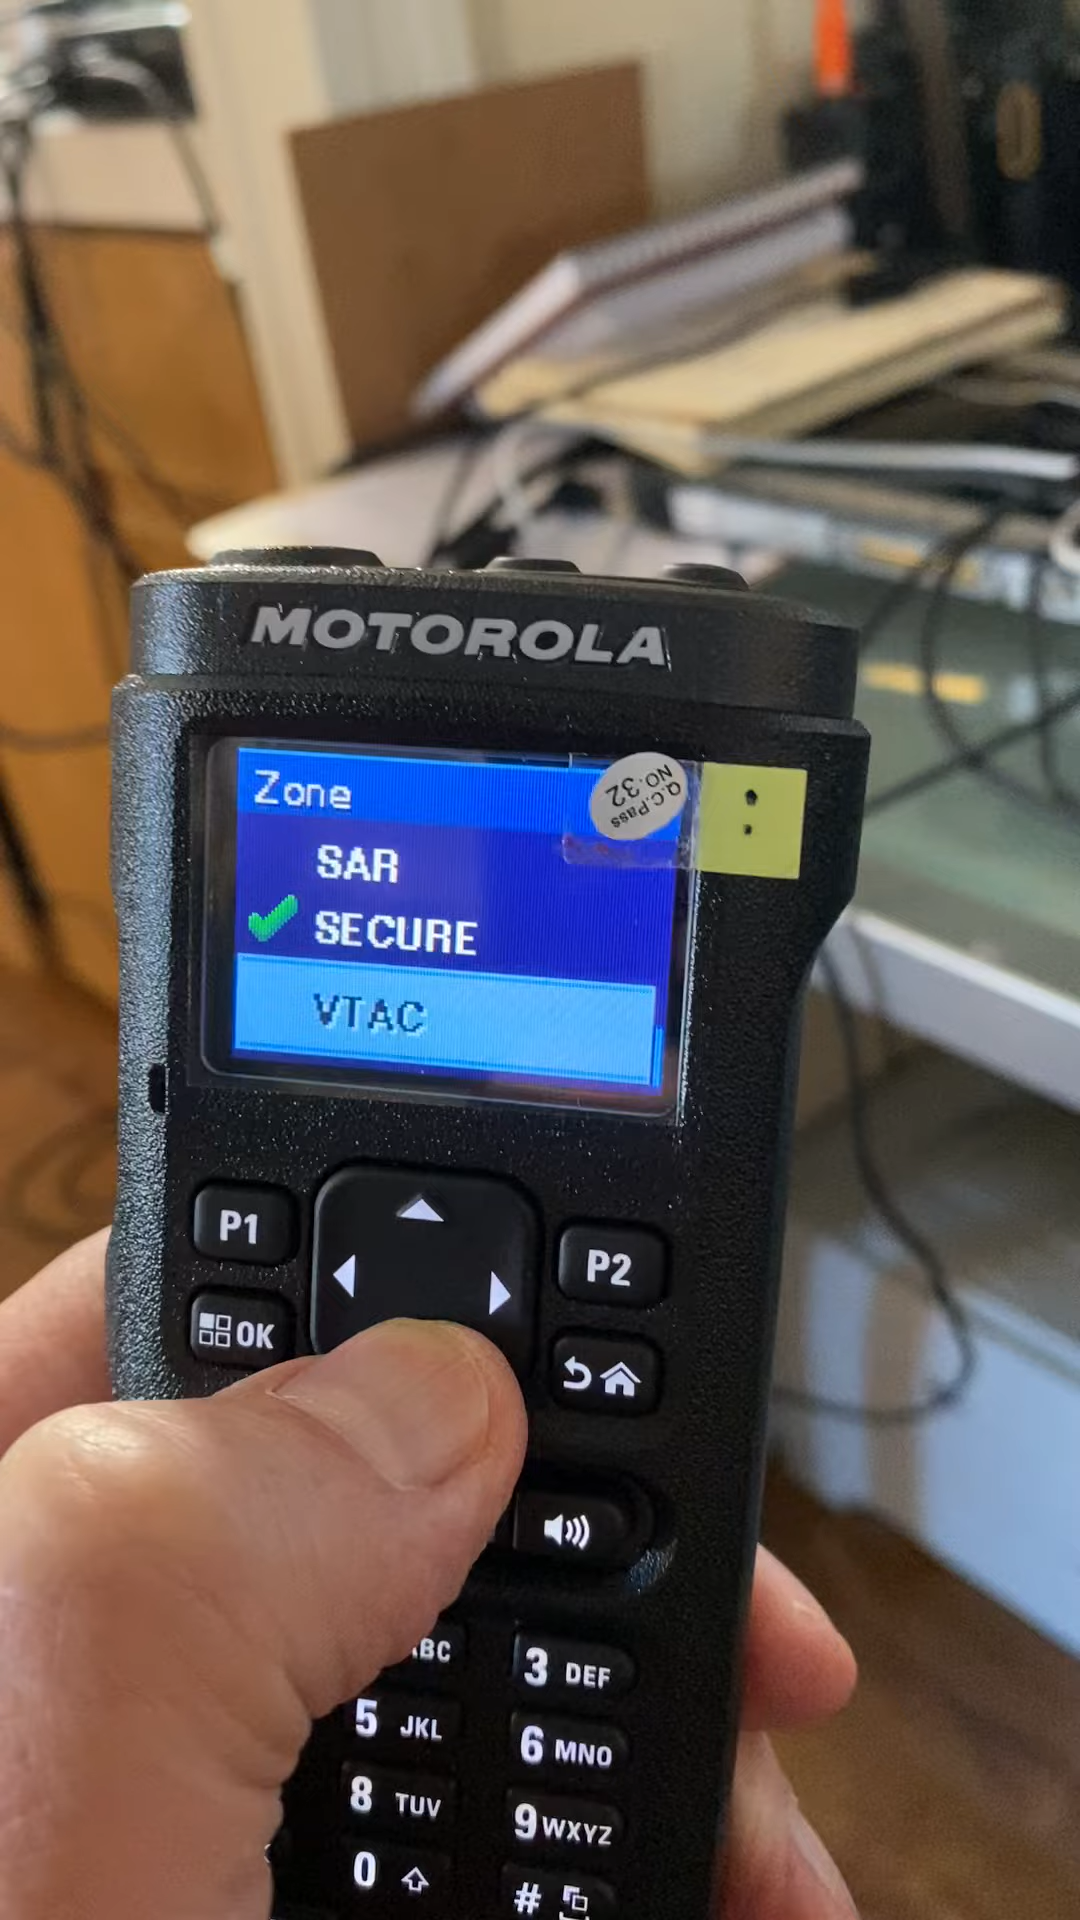 MOTOROLA
Zone
Q.C.Pass
NO.32
SAR
SECURE
VTAC
P1
P2
OK
ABC
3 DEF
5 JKL
6 MNO
8 TUV
9 WXYZ
0
#